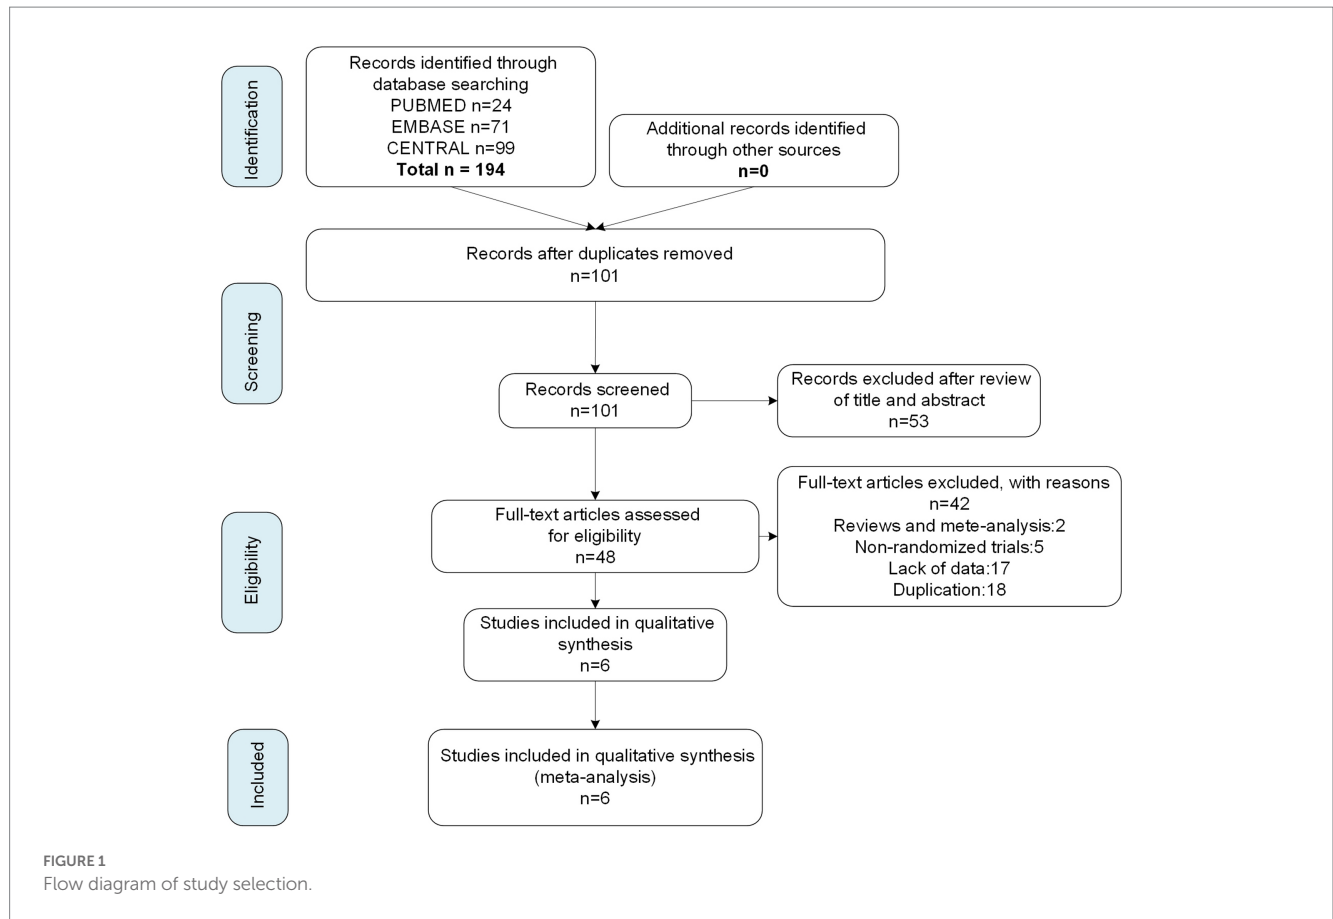 Identification
Records identified through
database searching
PUBMED n=24
EMBASE n=71
CENTRAL n=99
Total n = 194
Additional records identified
through other sources
n=0
Records after duplicates removed
n=101
Screening
Records screened
n=101
Records excluded after review
of title and abstract
n=53
Eligibility
Full-text articles assessed
for eligibility
n=48
Full-text articles excluded, with reasons
n=42
Reviews and mete-analysis:2
Non-randomized trials:5
Lack of data:17
Duplication:18
Studies included in qualitative
synthesis
n=6
Included
Studies included in qualitative synthesis
(meta-analysis)
n=6
FIGURE 1
Flow diagram of study selection.